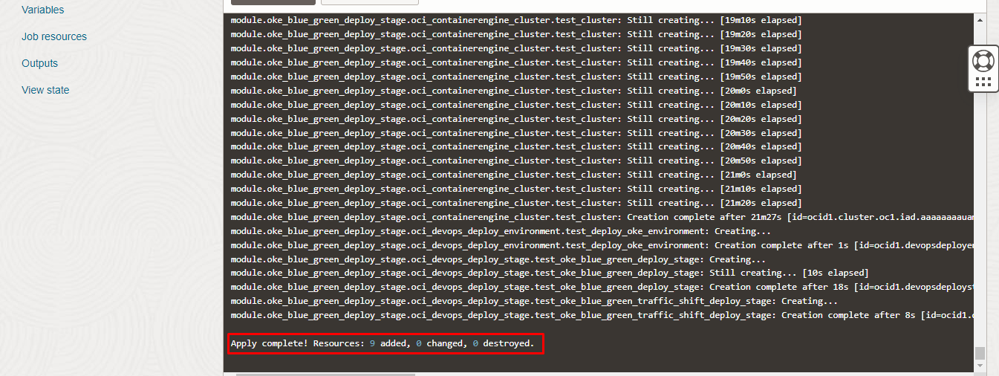 Variables
Job resources
Outputs
View state
module.oke_blue_green_deploy_stage.oci_containerengine_cluster.test_cluster: Still creating... [19m10s elapsed]
module.oke_blue_green_deploy_stage.oci_containerengine_cluster.test_cluster: Still creating... [19m20s elapsed]
module.oke_blue_green_deploy_stage.oci_containerengine_cluster.test_cluster: Still creating... [19m30s elapsed]
module.oke_blue_green_deploy_stage.oci_containerengine_cluster.test_cluster: Still creating... [19m40s elapsed]
module.oke_blue_green_deploy_stage.oci_containerengine_cluster.test_cluster: Still creating... [19m50s elapsed]
module.oke_blue_green_deploy_stage.oci_containerengine_cluster.test_cluster: Still creating... [20m0s elapsed]
module.oke_blue_green_deploy_stage.oci_containerengine_cluster.test_cluster: Still creating... [20m10s elapsed]
module.oke_blue_green_deploy_stage.oci_containerengine_cluster.test_cluster: Still creating... [20m20s elapsed]
module.oke_blue_green_deploy_stage.oci_containerengine_cluster.test_cluster: Still creating... [20m30s elapsed]
module.oke_blue_green_deploy_stage.oci_containerengine_cluster.test_cluster: Still creating... [20m40s elapsed]
module.oke_blue_green_deploy_stage.oci_containerengine_cluster.test_cluster: Still creating... [20m50s elapsed]
module.oke_blue_green_deploy_stage.oci_containerengine_cluster.test_cluster: Still creating... [21m0s elapsed]
module.oke_blue_green_deploy_stage.oci_containerengine_cluster.test_cluster: Still creating... [21m10s elapsed]
module.oke_blue_green_deploy_stage.oci_containerengine_cluster.test_cluster: Still creating... [21m20s elapsed]
module.oke_blue_green_deploy_stage.oci_containerengine_cluster.test_cluster: Creation complete after 21m27s [id=ocid1.cluster.oc1.iad.aaaaaaaauam
module.oke_blue_green_deploy_stage.oci_devops_deploy_environment.test_deploy_oke_environment: Creating...
module.oke_blue_green_deploy_stage.oci_devops_deploy_environment.test_deploy_oke_environment: Creation complete after 1s [id=ocid1.devopsdeployen
module.oke_blue_green_deploy_stage.oci_devops_deploy_stage.test_oke_blue_green_deploy_stage: Creating...
module.oke_blue_green_deploy_stage.oci_devops_deploy_stage.test_oke_blue_green_deploy_stage: Still creating... [10s elapsed]
module.oke_blue_green_deploy_stage.oci_devops_deploy_stage.test_oke_blue_green_deploy_stage: Creation complete after 18s [id=ocid1.devopsdeployst
module.oke_blue_green_deploy_stage.oci_devops_deploy_stage.test_oke_blue_green_traffic_shift_deploy_stage: Creating...
module.oke_blue_green_deploy_stage.oci_devops_deploy_stage.test_oke_blue_green_traffic_shift_deploy_stage: Creation complete after 8s [id=ocid1.d
Apply complete! Resources: 9 added, 0 changed, 0 destroyed.